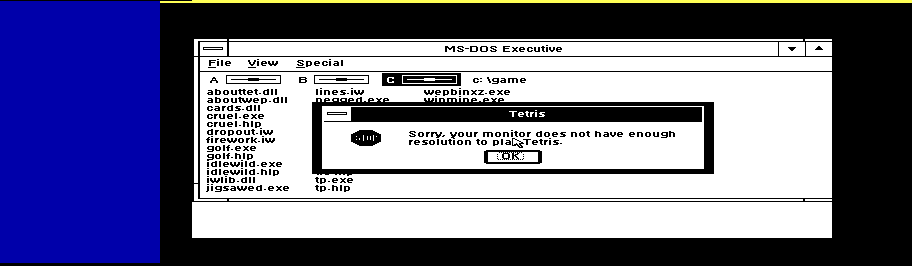 MS-DOS Executive
File View Special
A B C c:\game
abouttet.dll lines.iw wepbinxz.exe
aboutwep.dll pegged.exe winmine.exe
cards.dll
cruel.exe
cruel.hlp
dropout.iw
firework.iw
golf.exe
golf.hlp
idlewild.exe
idlewild.hlp
iwlib.dll tp.exe
jigsawed.exe tp.hlp
Tetris
STOP
Sorry, your monitor does not have enough
resolution to play Tetris.
OK